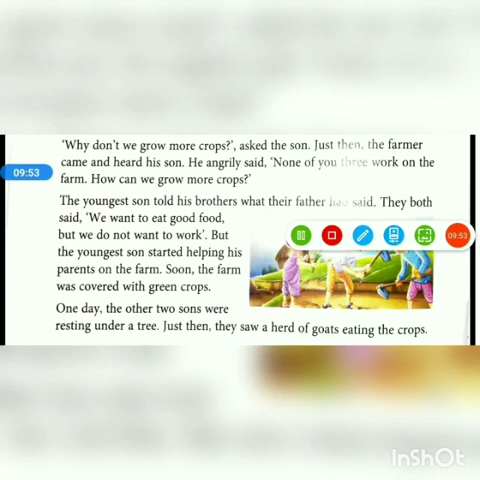 'Why don't we grow more crops?', asked the son. Just then, the farmer
came and heard his son. He angrily said, 'None of you three work on the
09:53
farm. How can we grow more crops?'
The youngest son told his brothers what their father had said. They both
said, 'We want to eat good food,
but we do not want to work'. But
09:53
the youngest son started helping his
parents on the farm. Soon, the farm
was covered with green crops.
One day, the other two sons were
resting under a tree. Just then, they saw a herd of goats eating the crops.
InShOt